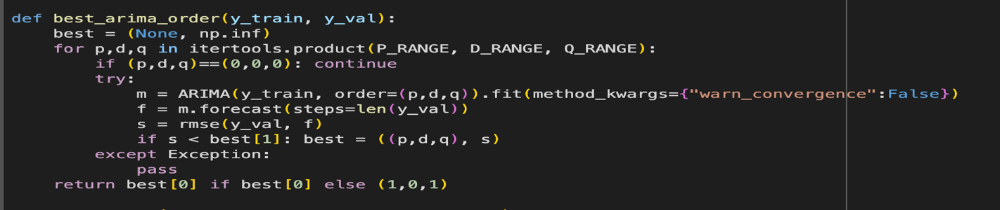 def best_arima_order(y_train, y_val):
    best = (None, np.inf)
    for p,d,q in itertools.product(P_RANGE, D_RANGE, Q_RANGE):
        if (p,d,q)==(0,0,0): continue
        try:
            m = ARIMA(y_train, order=(p,d,q)).fit(method_kwargs={"warn_convergence":False})
            f = m.forecast(steps=len(y_val))
            s = rmse(y_val, f)
            if s < best[1]: best = ((p,d,q), s)
        except Exception:
            pass
    return best[0] if best[0] else (1,0,1)